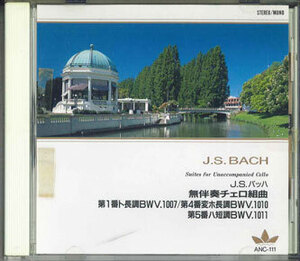 STEREO/MONO
J.S.BACH
Suites for Unaccompanied Cello
J.S.バッハ
無伴奏チェロ組曲
第1番ト長調BWV.1007/第4番変ホ長調BWV.1010
第5番ハ短調BWV.1011
ANC-111